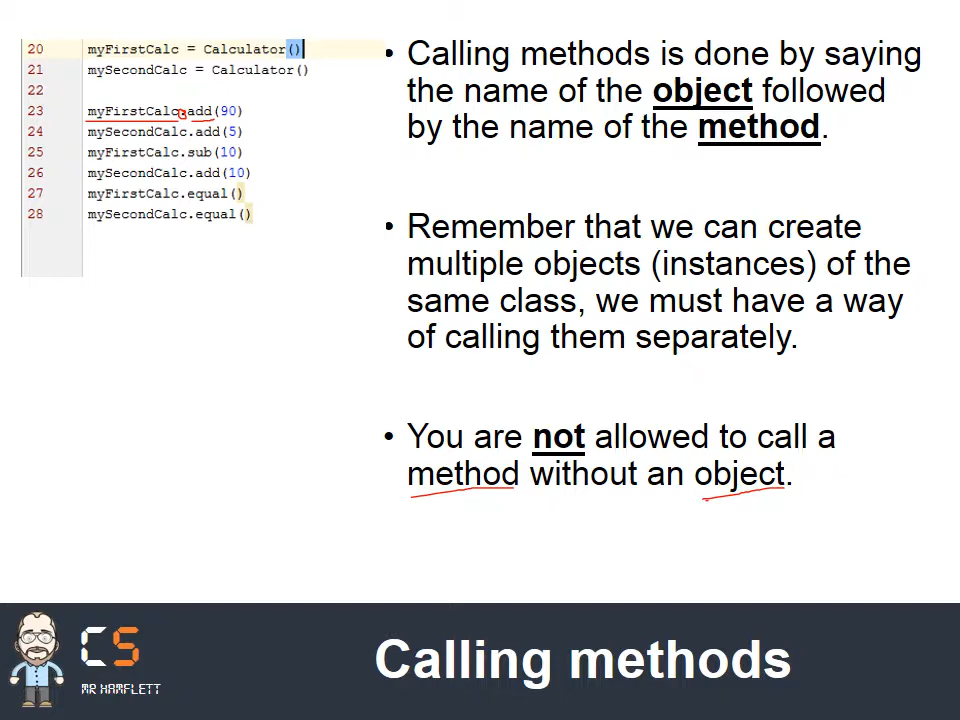 20 myFirstCalc = Calculator()
21 mySecondCalc = Calculator()
22
23 myFirstCalc.add(90)
24 mySecondCalc.add(5)
25 myFirstCalc.sub(10)
26 mySecondCalc.add(10)
27 myFirstCalc.equal()
28 mySecondCalc.equal()
• Calling methods is done by saying
the name of the object followed
by the name of the method.
• Remember that we can create
multiple objects (instances) of the
same class, we must have a way
of calling them separately.
• You are not allowed to call a
method without an object.
CS
MR HAMFLETT
Calling methods